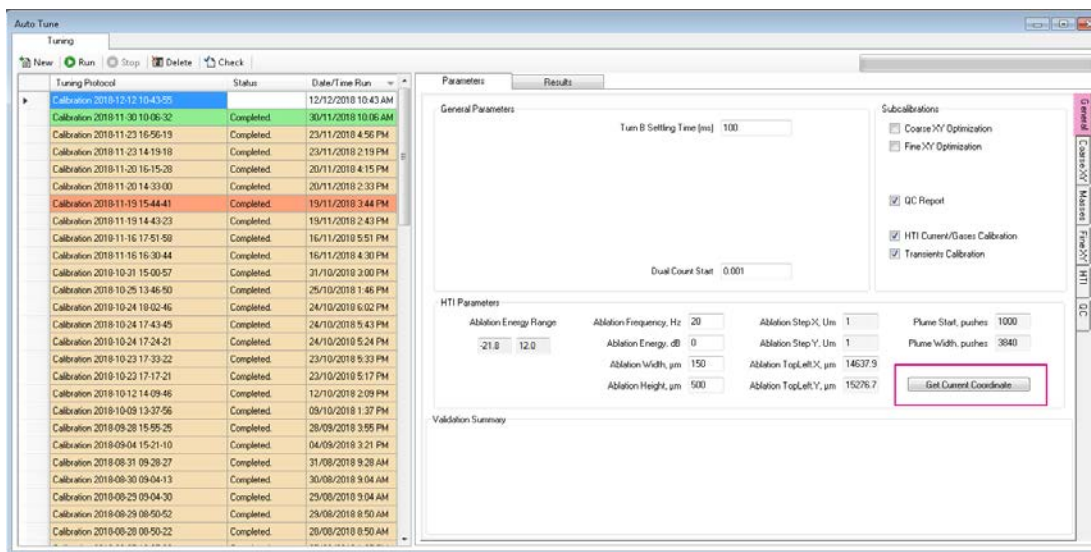 Auto Tune
Tuning
New Run Stop Delete Check
Tuning Protocol Status Date/Time Run
Calibration 2018-12-12 10-43-55 12/12/2018 10:43 AM
Calibration 2018-11-30 10-06-32 Completed. 30/11/2018 10:06 AM
Calibration 2018-11-23 16-56-19 Completed. 23/11/2018 4:56 PM
Calibration 2018-11-23 14-19-18 Completed. 23/11/2018 2:19 PM
Calibration 2018-11-20 16-15-28 Completed. 20/11/2018 4:15 PM
Calibration 2018-11-20 14-33-00 Completed. 20/11/2018 2:33 PM
Calibration 2018-11-19 15-44-41 Completed. 19/11/2018 3:44 PM
Calibration 2018-11-19 14-43-23 Completed. 19/11/2018 2:43 PM
Calibration 2018-11-16 17-51-58 Completed. 16/11/2018 5:51 PM
Calibration 2018-11-16 16-30-44 Completed. 16/11/2018 4:30 PM
Calibration 2018-10-31 15-00-57 Completed. 31/10/2018 3:00 PM
Calibration 2018-10-25 13-46-50 Completed. 25/10/2018 1:46 PM
Calibration 2018-10-24 18-02-46 Completed. 24/10/2018 6:02 PM
Calibration 2018-10-24 17-43-45 Completed. 24/10/2018 5:43 PM
Calibration 2018-10-24 17-24-21 Completed. 24/10/2018 5:24 PM
Calibration 2018-10-23 17-33-22 Completed. 23/10/2018 5:33 PM
Calibration 2018-10-23 17-17-21 Completed. 23/10/2018 5:17 PM
Calibration 2018-10-12 14-09-46 Completed. 12/10/2018 2:09 PM
Calibration 2018-10-09 13-37-56 Completed. 09/10/2018 1:37 PM
Calibration 2018-09-28 15-55-25 Completed. 28/09/2018 3:55 PM
Calibration 2018-09-04 15-21-10 Completed. 04/09/2018 3:21 PM
Calibration 2018-08-31 09-28-27 Completed. 31/08/2018 9:28 AM
Calibration 2018-08-30 09-04-13 Completed. 30/08/2018 9:04 AM
Calibration 2018-08-29 09-04-30 Completed. 29/08/2018 9:04 AM
Calibration 2018-08-29 08-50-52 Completed. 29/08/2018 8:50 AM
Calibration 2018-08-28 08-50-22 Completed. 28/08/2018 8:50 AM
Parameters Results
General Parameters
Turn B Settling Time (ms) 100
Dual Count Start 0.001
Subcalibrations
Coarse XY Optimization
Fine XY Optimization
QC Report
HTI Current/Gases Calibration
Transients Calibration
HTI Parameters
Ablation Energy Range Ablation Frequency, Hz 20 Ablation Step X, Um 1 Plume Start, pushes 1000
-21.8 12.0 Ablation Energy, dB 0 Ablation Step Y, Um 1 Plume Width, pushes 3840
Ablation Width, µm 150 Ablation TopLeft X, µm 14637.9
Ablation Height, µm 500 Ablation TopLeft Y, µm 15276.7 Get Current Coordinate
Validation Summary
General
Coarse XY
Masses
Fine XY
HTI
QC